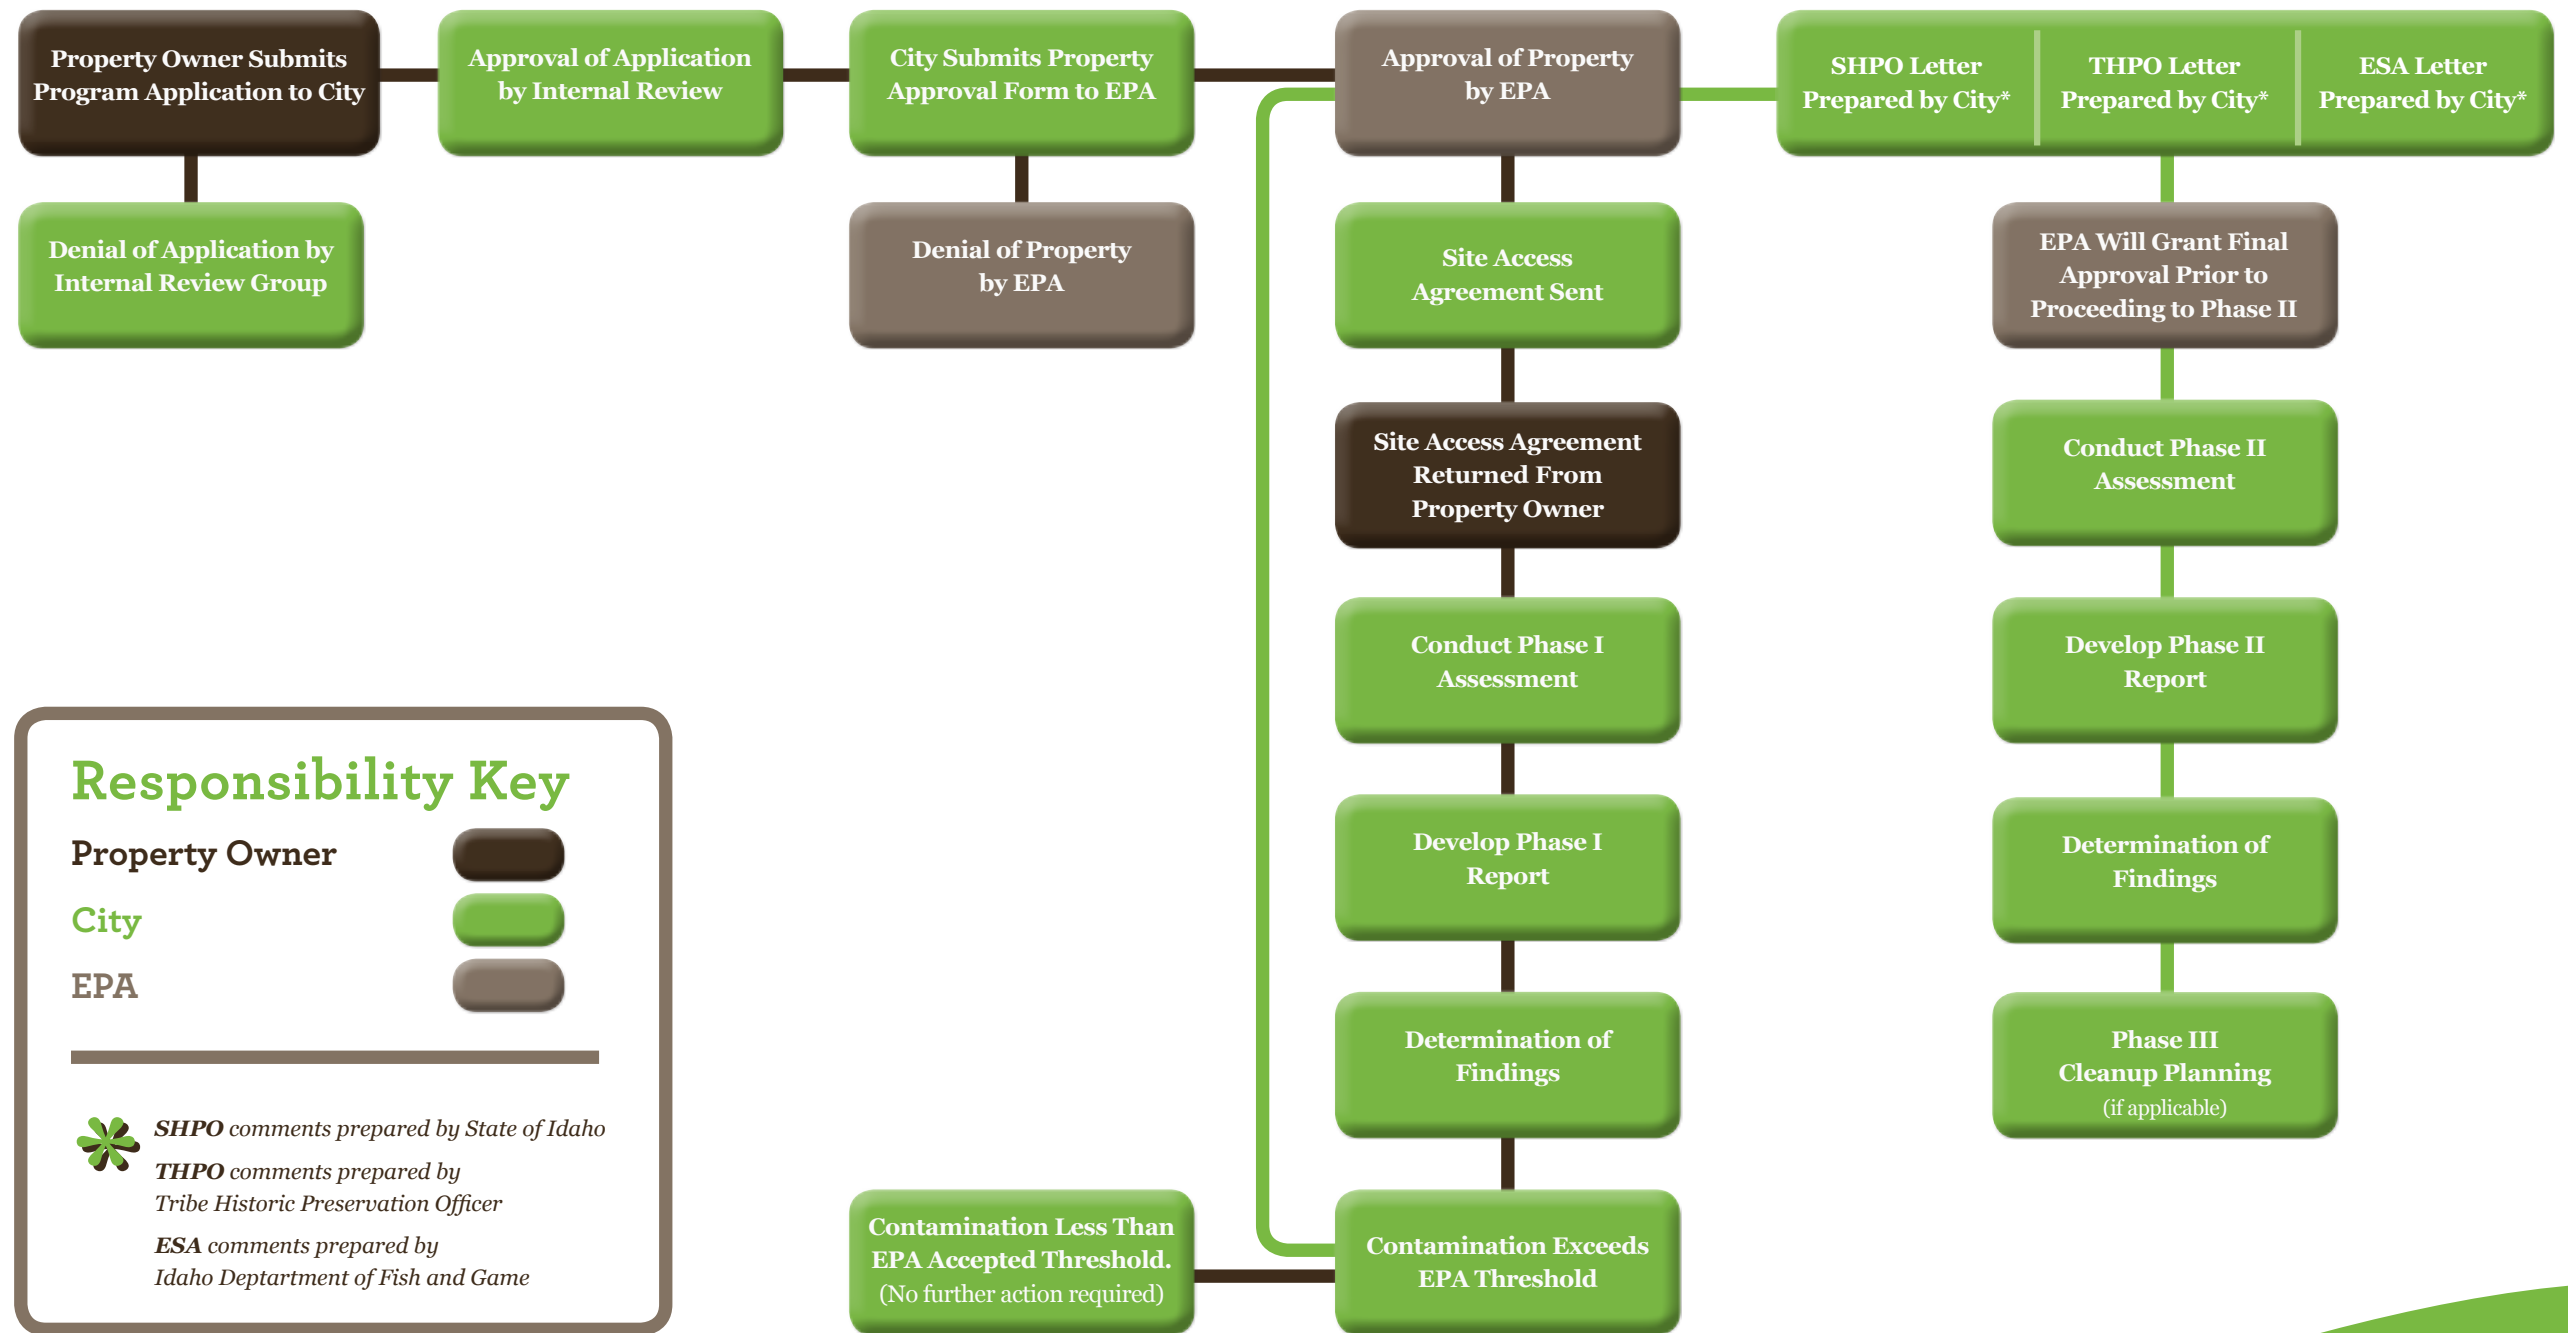 Property Owner Submits
Program Application to City
Approval of Application
by Internal Review
City Submits Property
Approval Form to EPA
Approval of Property
by EPA
SHPO Letter
Prepared by City*
THPO Letter
Prepared by City*
ESA Letter
Prepared by City*
Denial of Application by
Internal Review Group
Denial of Property
by EPA
Site Access
Agreement Sent
EPA Will Grant Final
Approval Prior to
Proceeding to Phase II
Site Access Agreement
Returned From
Property Owner
Conduct Phase II
Assessment
Conduct Phase I
Assessment
Develop Phase II
Report
Develop Phase I
Report
Determination of
Findings
Determination of
Findings
Phase III
Cleanup Planning
(if applicable)
Contamination Less Than
EPA Accepted Threshold.
(No further action required)
Contamination Exceeds
EPA Threshold
Responsibility Key
Property Owner
City
EPA
* SHPO comments prepared by State of Idaho
THPO comments prepared by
Tribe Historic Preservation Officer
ESA comments prepared by
Idaho Deptartment of Fish and Game